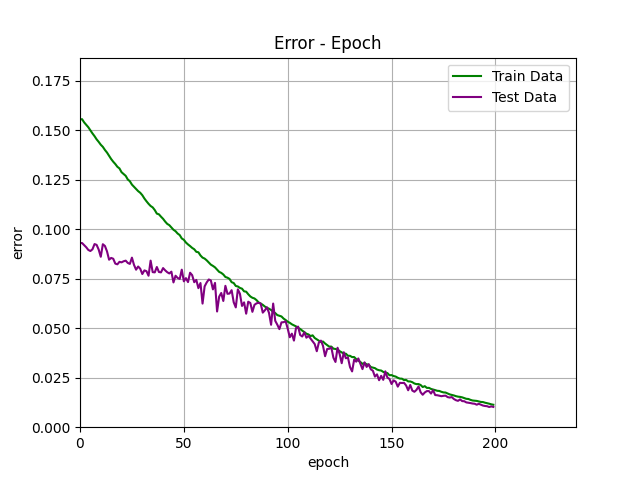 Error - Epoch
Train Data
Test Data
error
0.175
0.150
0.125
0.100
0.075
0.050
0.025
0.000
0 50 100 150 200
epoch